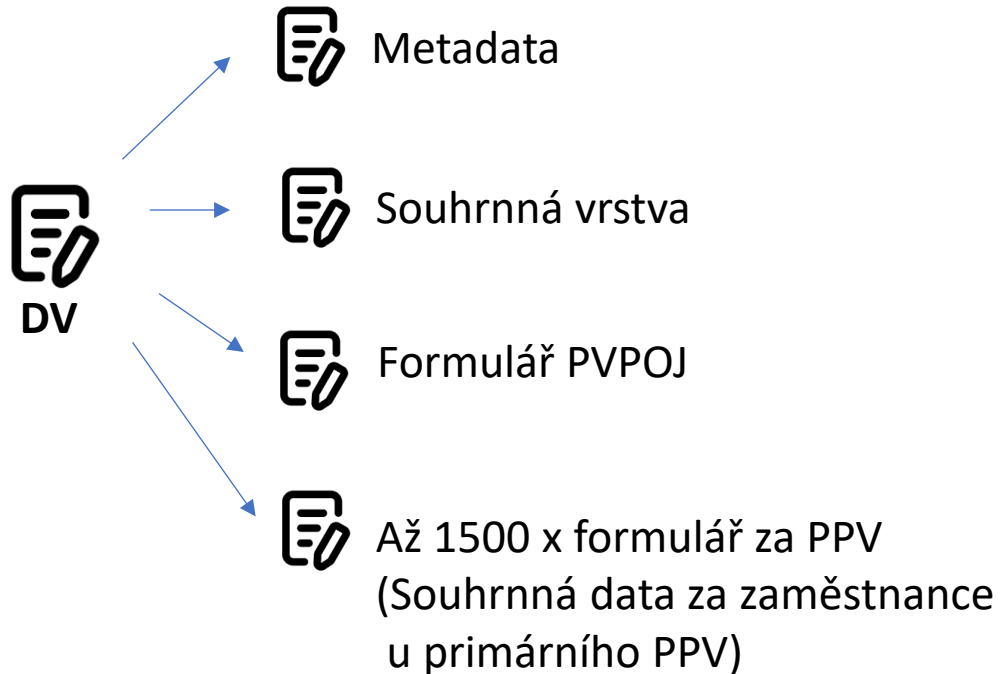 Metadata
Souhrnná vrstva
DV
Formulář PVPOJ
Až 1500 x formulář za PPV
(Souhrnná data za zaměstnance
u primárního PPV)